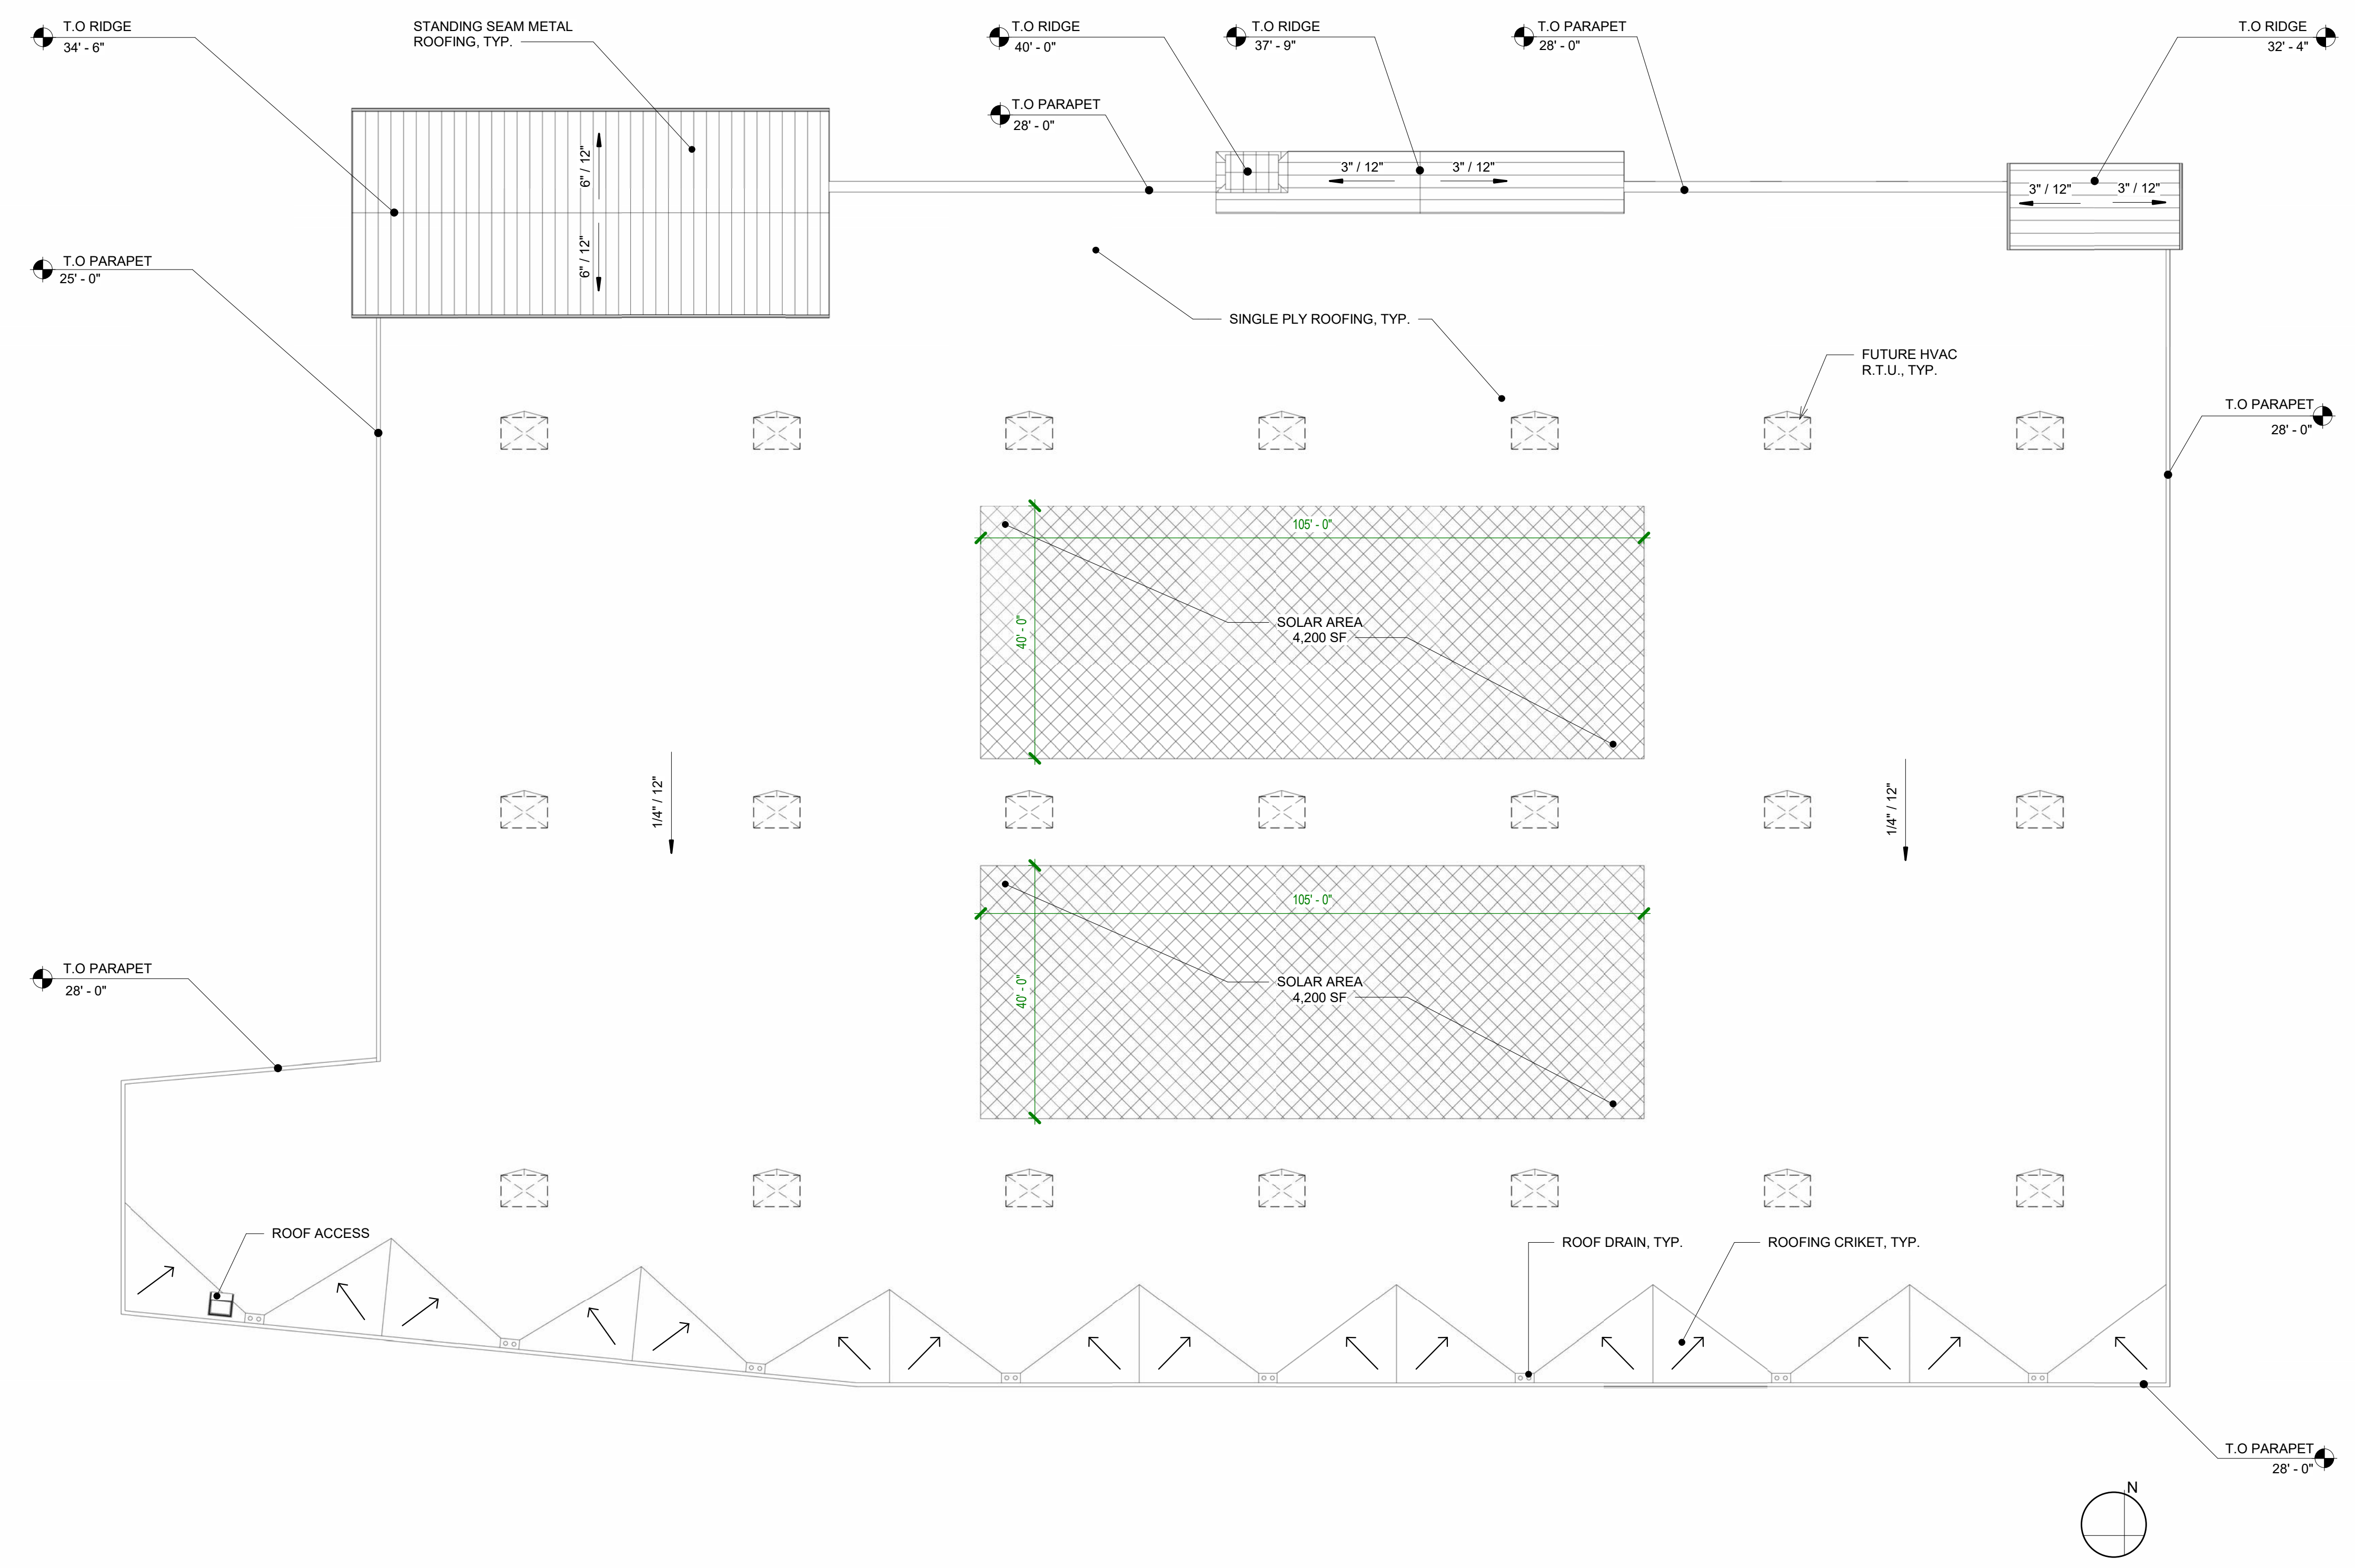 T.O RIDGE
34' - 6"
STANDING SEAM METAL
ROOFING, TYP.
T.O RIDGE
40' - 0"
T.O RIDGE
37' - 9"
T.O PARAPET
28' - 0"
T.O RIDGE
32' - 4"
T.O PARAPET
28' - 0"
6" / 12"
6" / 12"
3" / 12"
3" / 12"
3" / 12"
3" / 12"
T.O PARAPET
25' - 0"
SINGLE PLY ROOFING, TYP.
FUTURE HVAC
R.T.U., TYP.
T.O PARAPET
28' - 0"
105' - 0"
40' - 0"
SOLAR AREA
4,200 SF
1/4" / 12"
1/4" / 12"
105' - 0"
40' - 0"
SOLAR AREA
4,200 SF
T.O PARAPET
28' - 0"
ROOF ACCESS
ROOF DRAIN, TYP.
ROOFING CRIKET, TYP.
T.O PARAPET
28' - 0"
N